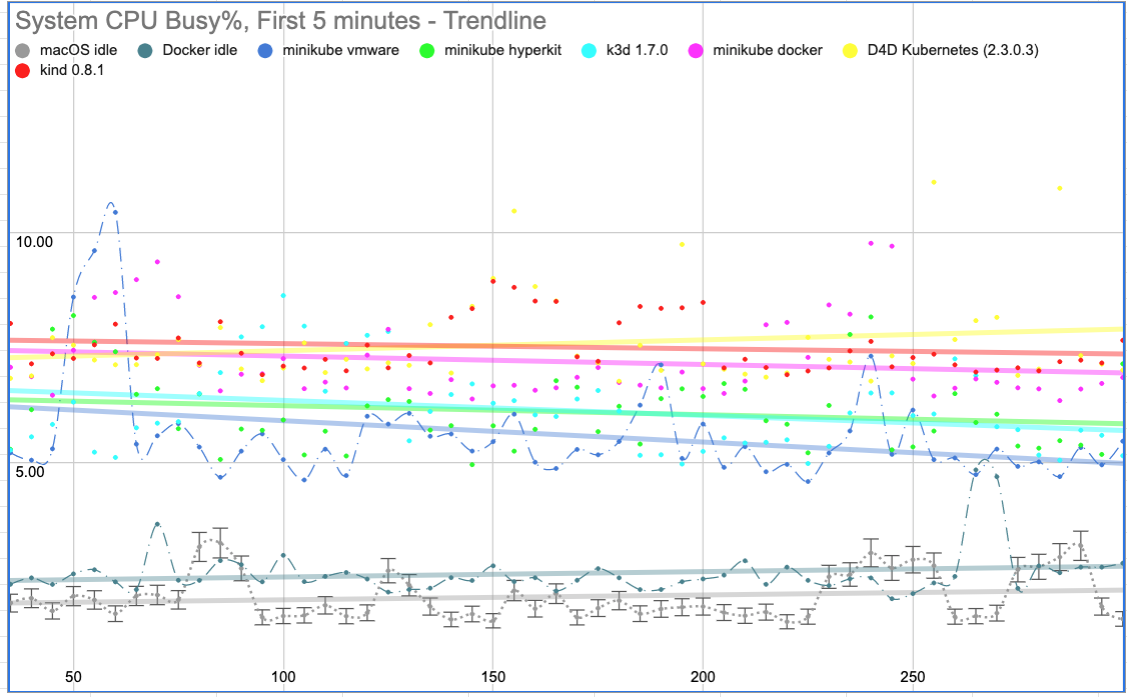 System CPU Busy%, First 5 minutes - Trendline
macOS idle Docker idle minikube vmware minikube hyperkit k3d 1.7.0 minikube docker D4D Kubernetes (2.3.0.3)
kind 0.8.1
10.00
5.00
50 100 150 200 250